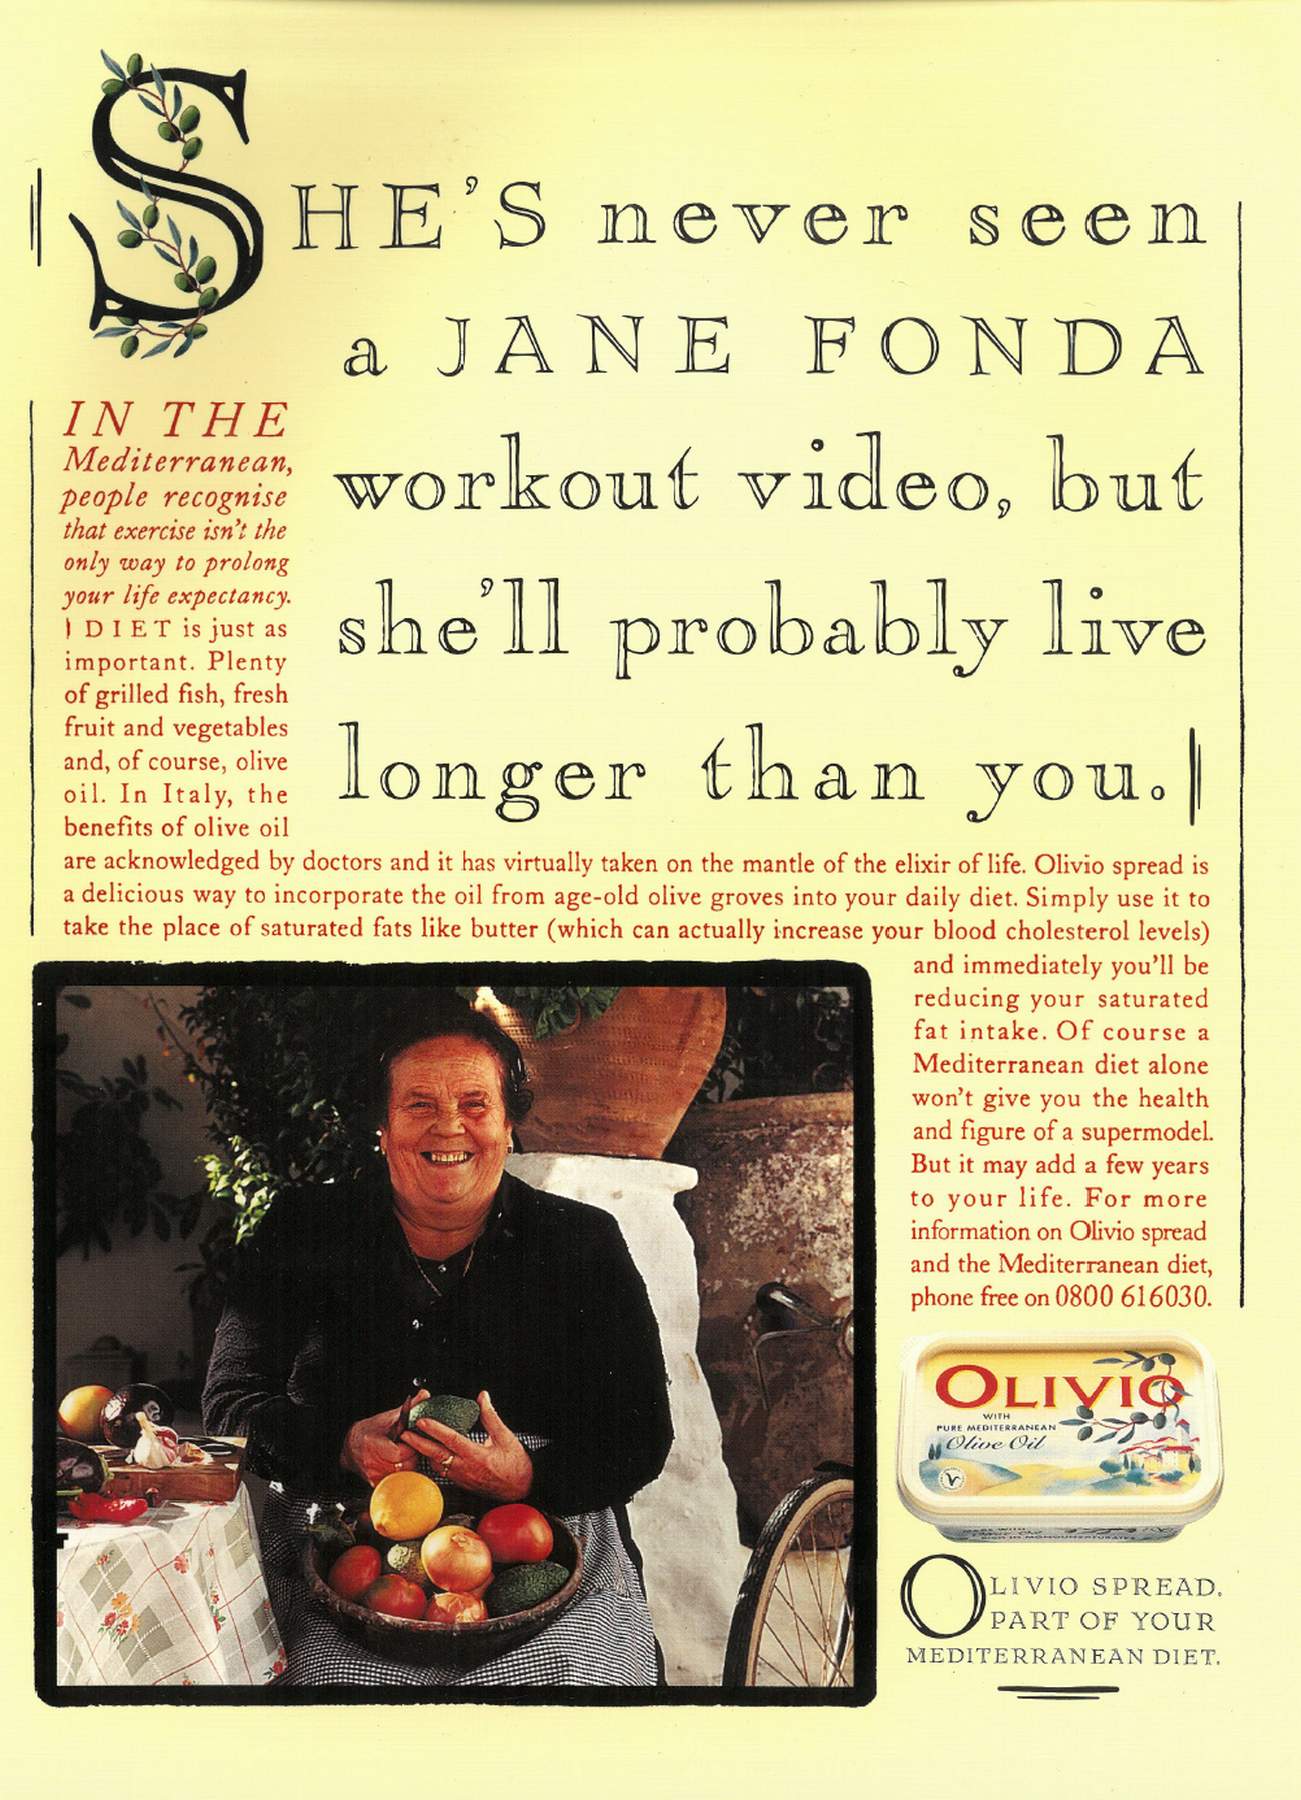 SHE'S never seen
a JANE FONDA
workout video, but
she'll probably live
longer than you.
IN THE
Mediterranean,
people recognise
that exercise isn't the
only way to prolong
your life expectancy.
DIET is just as
important. Plenty
of grilled fish, fresh
fruit and vegetables
and, of course, olive
oil. In Italy, the
benefits of olive oil
are acknowledged by doctors and it has virtually taken on the mantle of the elixir of life. Olivio spread is
a delicious way to incorporate the oil from age-old olive groves into your daily diet. Simply use it to
take the place of saturated fats like butter (which can actually increase your blood cholesterol levels)
and immediately you'll be
reducing your saturated
fat intake. Of course a
Mediterranean diet alone
won't give you the health
and figure of a supermodel.
But it may add a few years
to your life. For more
information on Olivio spread
and the Mediterranean diet,
phone free on 0800 616030.
OLIVIO
WITH
PURE MEDITERRANEAN
Olive Oil
V
OLIVIO SPREAD.
PART OF YOUR
MEDITERRANEAN DIET.